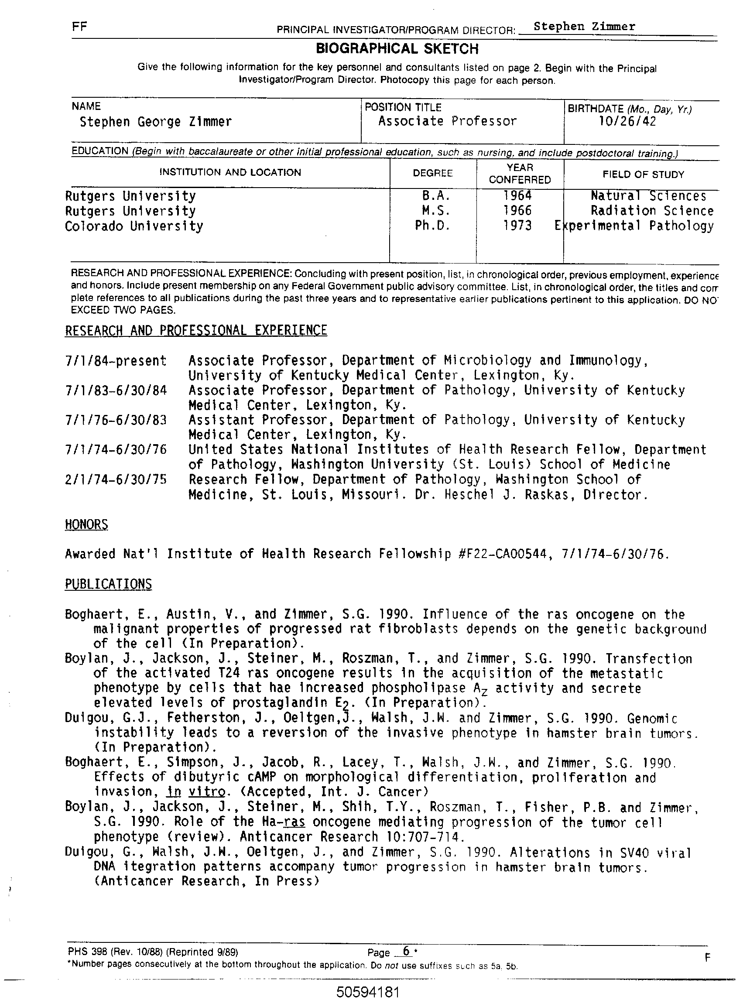 FF
PRINCIPAL INVESTIGATOR/PROGRAM DIRECTOR: Stephen Zimmer
BIOGRAPHICAL SKETCH
Give the following information for the key personnel and consultants listed on page 2. Begin with the Principal
Investigator/Program Director. Photocopy this page for each person.
NAME POSITION TITLE BIRTHDATE (Mo., Day, Yr.)
Stephen George Zimmer Associate Professor 10/26/42
EDUCATION (Begin with baccalaureate or other initial professional education, such as nursing, and include postdoctoral training.)
INSTITUTION AND LOCATION DEGREE YEAR CONFERRED FIELD OF STUDY
Rutgers University B.A. 1964 Natural Sciences
Rutgers University M.S. 1966 Radiation Science
Colorado University Ph.D. 1973 Experimental Pathology
RESEARCH AND PROFESSIONAL EXPERIENCE: Concluding with present position, list, in chronological order, previous employment, experience
and honors. Include present membership on any Federal Government public advisory committee. List, in chronological order, the titles and com
plete references to all publications during the past three years and to representative earlier publications pertinent to this application. DO NO
EXCEED TWO PAGES.
RESEARCH AND PROFESSIONAL EXPERIENCE
7/1/84-present Associate Professor, Department of Microbiology and Immunology,
University of Kentucky Medical Center, Lexington, Ky.
7/1/83-6/30/84 Associate Professor, Department of Pathology, University of Kentucky
Medical Center, Lexington, Ky.
7/1/76-6/30/83 Assistant Professor, Department of Pathology, University of Kentucky
Medical Center, Lexington, Ky.
7/1/74-6/30/76 United States National Institutes of Health Research Fellow, Department
of Pathology, Washington University (St. Louis) School of Medicine
2/1/74-6/30/75 Research Fellow, Department of Pathology, Washington School of
Medicine, St. Louis, Missouri. Dr. Heschel J. Raskas, Director.
HONORS
Awarded Nat'l Institute of Health Research Fellowship #F22-CA00544, 7/1/74-6/30/76.
PUBLICATIONS
Boghaert, E., Austin, V., and Zimmer, S.G. 1990. Influence of the ras oncogene on the
malignant properties of progressed rat fibroblasts depends on the genetic background
of the cell (In Preparation).
Boylan, J., Jackson, J., Steiner, M., Roszman, T., and Zimmer, S.G. 1990. Transfection
of the activated T24 ras oncogene results in the acquisition of the metastatic
phenotype by cells that hae increased phospholipase AZ activity and secrete
elevated levels of prostaglandin E2. (In Preparation).
Duigou, G.J., Fetherston, J., Oeltgen,J., Walsh, J.W. and Zimmer, S.G. 1990. Genomic
instability leads to a reversion of the invasive phenotype in hamster brain tumors.
(In Preparation).
Boghaert, E., Simpson, J., Jacob, R., Lacey, T., Walsh, J.W., and Zimmer, S.G. 1990.
Effects of dibutyric cAMP on morphological differentiation, proliferation and
invasion, in vitro. (Accepted, Int. J. Cancer)
Boylan, J., Jackson, J., Steiner, M., Shih, T.Y., Roszman, T., Fisher, P.B. and Zimmer,
S.G. 1990. Role of the Ha-ras oncogene mediating progression of the tumor cell
phenotype (review). Anticancer Research 10:707-714.
Duigou, G., Walsh, J.W., Oeltgen, J., and Zimmer, S.G. 1990. Alterations in SV40 viral
DNA itegration patterns accompany tumor progression in hamster brain tumors.
(Anticancer Research, In Press)
PHS 398 (Rev. 10/88) (Reprinted 9/89) Page 6 * F
*Number pages consecutively at the bottom throughout the application. Do not use suffixes such as 5a, 5b.
50594181